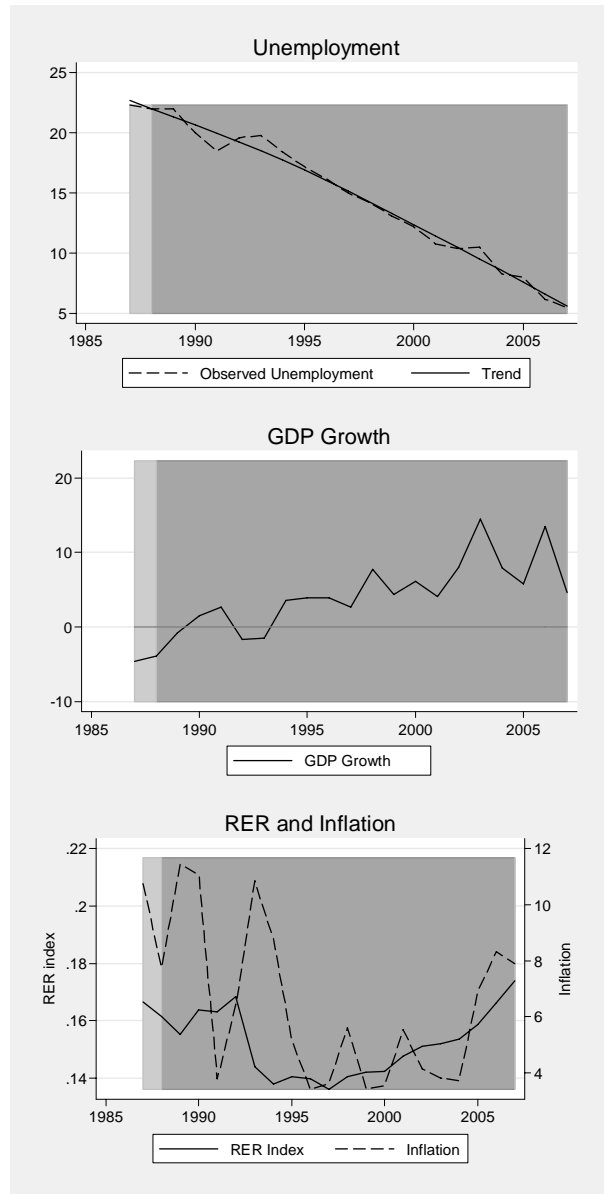 Unemployment
25
20
15
10
5
1985 1990 1995 2000 2005
Observed Unemployment Trend
GDP Growth
20
10
0
-10
1985 1990 1995 2000 2005
GDP Growth
RER and Inflation
.22
.2
.18
.16
.14
RER index
12
10
8
6
4
Inflation
1985 1990 1995 2000 2005
RER Index Inflation